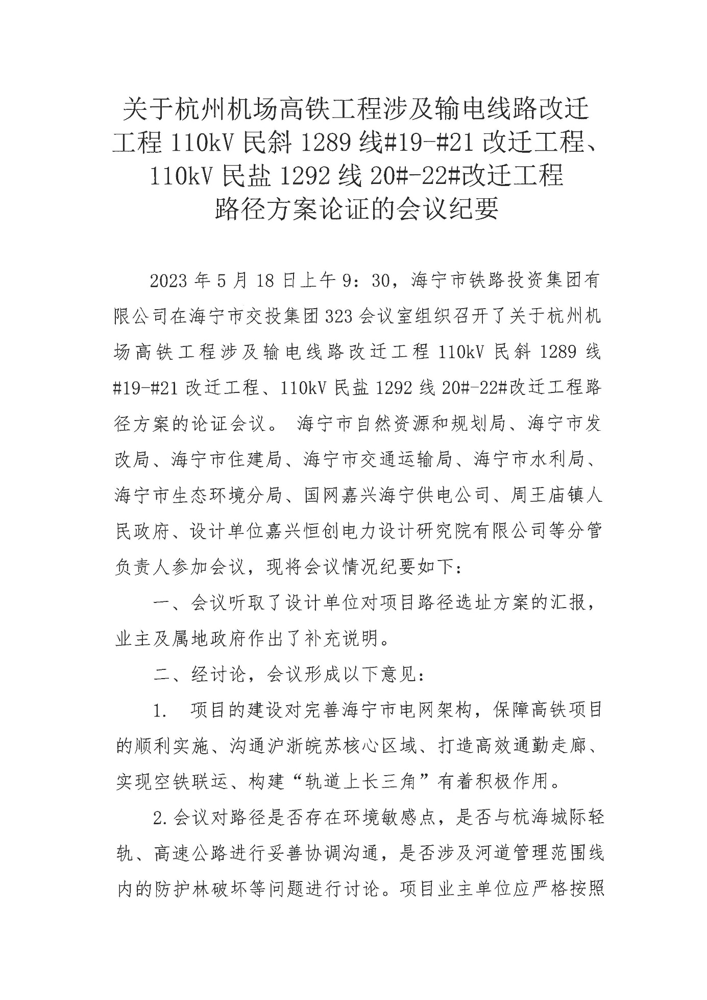 关于杭州机场高铁工程涉及输电线路改迁
工程 110kV 民斜 1289 线#19-#21 改迁工程、
110kV 民盐 1292 线 20#-22#改迁工程
路径方案论证的会议纪要
2023 年 5 月 18 日上午 9：30，海宁市铁路投资集团有
限公司在海宁市交投集团 323 会议室组织召开了关于杭州机
场高铁工程涉及输电线路改迁工程 110kV 民斜 1289 线
#19-#21 改迁工程、110kV 民盐 1292 线 20#-22#改迁工程路
径方案的论证会议。 海宁市自然资源和规划局、海宁市发
改局、海宁市住建局、海宁市交通运输局、海宁市水利局、
海宁市生态环境分局、国网嘉兴海宁供电公司、周王庙镇人
民政府、设计单位嘉兴恒创电力设计研究院有限公司等分管
负责人参加会议，现将会议情况纪要如下：
一、会议听取了设计单位对项目路径选址方案的汇报，
业主及属地政府作出了补充说明。
二、经讨论，会议形成以下意见：
1. 项目的建设对完善海宁市电网架构，保障高铁项目
的顺利实施、沟通沪浙皖苏核心区域、打造高效通勤走廊、
实现空铁联运、构建“轨道上长三角”有着积极作用。
2.会议对路径是否存在环境敏感点，是否与杭海城际轻
轨、高速公路进行妥善协调沟通，是否涉及河道管理范围线
内的防护林破坏等问题进行讨论。项目业主单位应严格按照